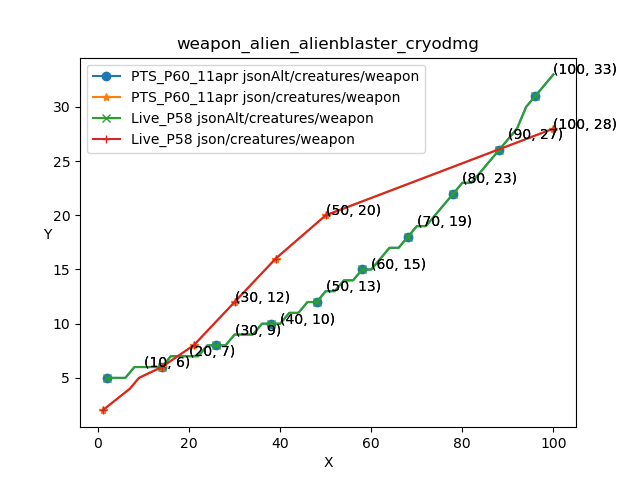 weapon_alien_alienblaster_cryodmg
PTS_P60_11apr jsonAlt/creatures/weapon
PTS_P60_11apr json/creatures/weapon
Live_P58 jsonAlt/creatures/weapon
Live_P58 json/creatures/weapon
(100, 33)
(100, 28)
(90, 27)
(80, 23)
(50, 20)
(70, 19)
(60, 15)
(50, 13)
(30, 12)
(40, 10)
(30, 9)
(20, 7)
(10, 6)
Y
30
25
20
15
10
5
0 20 40 60 80 100
X